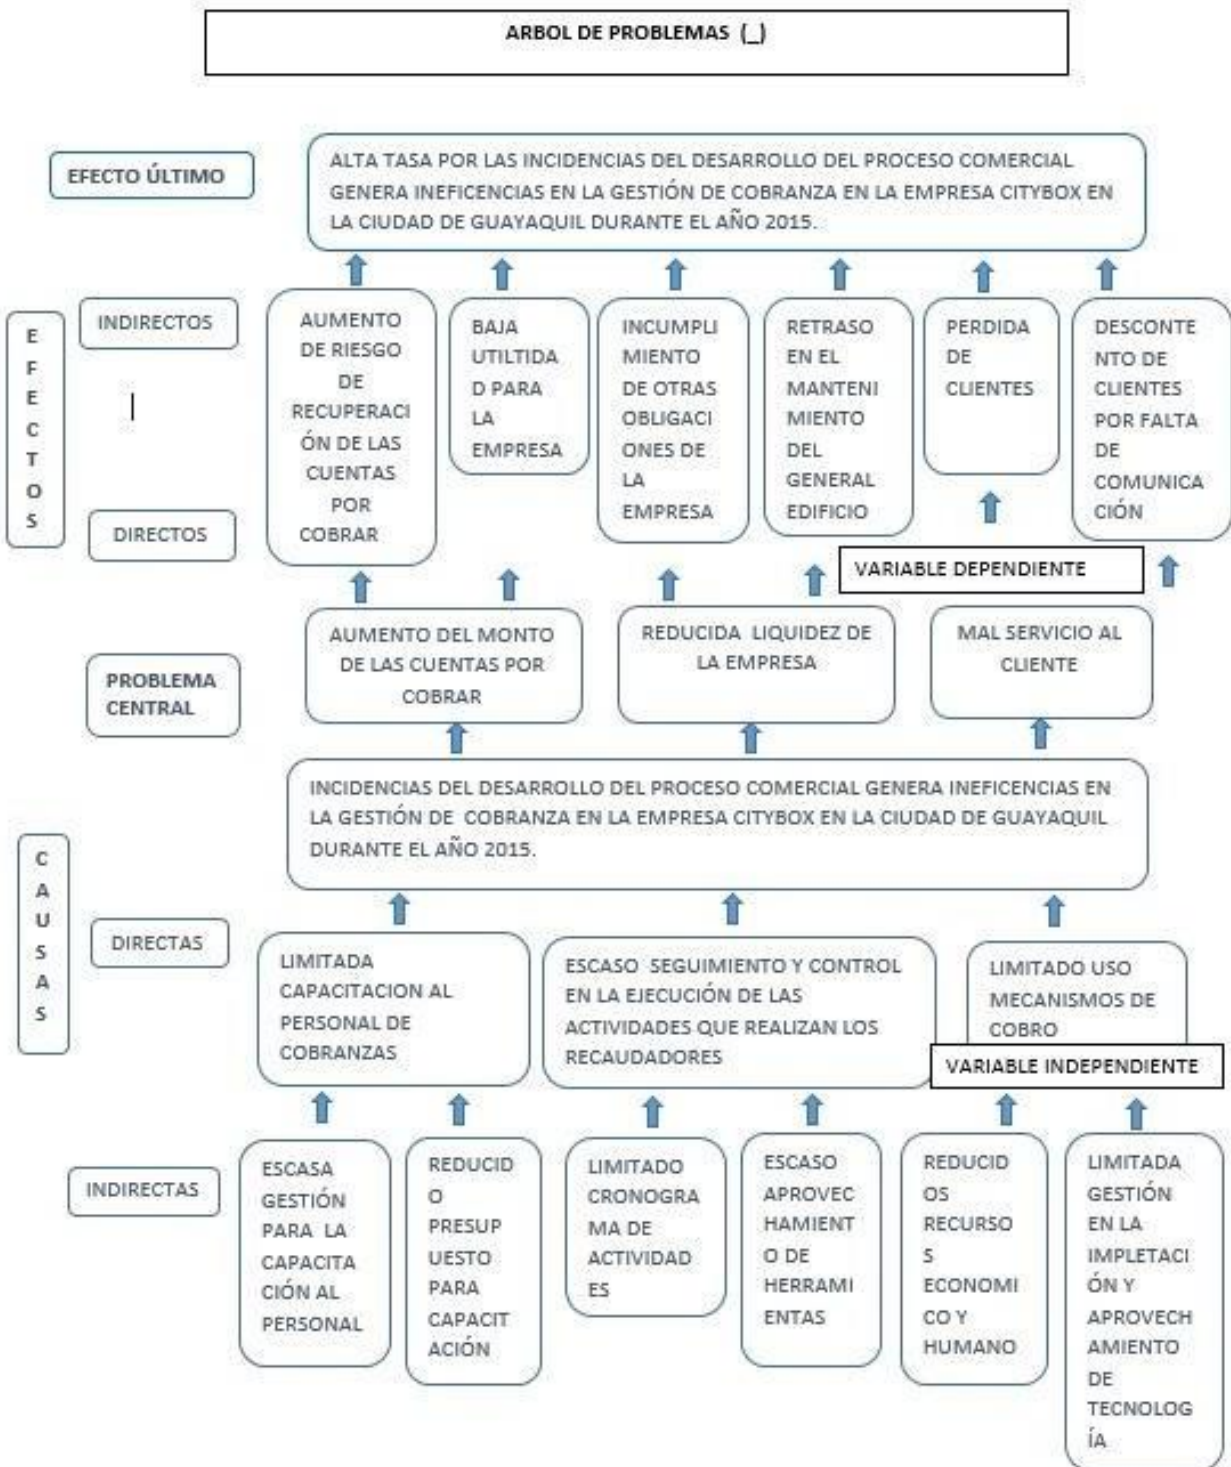 ARBOL DE PROBLEMAS (_)
EFECTO ÚLTIMO
ALTA TASA POR LAS INCIDENCIAS DEL DESARROLLO DEL PROCESO COMERCIAL
GENERA INEFICENCIAS EN LA GESTIÓN DE COBRANZA EN LA EMPRESA CITYBOX EN
LA CIUDAD DE GUAYAQUIL DURANTE EL AÑO 2015.
E
F
E
C
T
O
S
INDIRECTOS
AUMENTO
DE RIESGO
DE
RECUPERACI
ÓN DE LAS
CUENTAS
POR
COBRAR
BAJA
UTILTIDA
D PARA
LA
EMPRESA
INCUMPLI
MIENTO
DE OTRAS
OBLIGACI
ONES DE
LA
EMPRESA
RETRASO
EN EL
MANTENI
MIENTO
DEL
GENERAL
EDIFICIO
PERDIDA
DE
CLIENTES
DESCONTE
NTO DE
CLIENTES
POR FALTA
DE
COMUNICA
CIÓN
DIRECTOS
VARIABLE DEPENDIENTE
AUMENTO DEL MONTO
DE LAS CUENTAS POR
COBRAR
REDUCIDA LIQUIDEZ DE
LA EMPRESA
MAL SERVICIO AL
CLIENTE
PROBLEMA
CENTRAL
INCIDENCIAS DEL DESARROLLO DEL PROCESO COMERCIAL GENERA INEFICENCIAS EN
LA GESTIÓN DE COBRANZA EN LA EMPRESA CITYBOX EN LA CIUDAD DE GUAYAQUIL
DURANTE EL AÑO 2015.
C
A
U
S
A
S
DIRECTAS
LIMITADA
CAPACITACION AL
PERSONAL DE
COBRANZAS
ESCASO SEGUIMIENTO Y CONTROL
EN LA EJECUCIÓN DE LAS
ACTIVIDADES QUE REALIZAN LOS
RECAUDADORES
LIMITADO USO
MECANISMOS DE
COBRO
VARIABLE INDEPENDIENTE
INDIRECTAS
ESCASA
GESTIÓN
PARA LA
CAPACITA
CIÓN AL
PERSONAL
REDUCID
O
PRESUP
UESTO
PARA
CAPACIT
ACIÓN
LIMITADO
CRONOGRA
MA DE
ACTIVIDAD
ES
ESCASO
APROVEC
HAMIENT
O DE
HERRAMI
ENTAS
REDUCID
OS
RECURSO
S
ECONOMI
CO Y
HUMANO
LIMITADA
GESTIÓN
EN LA
IMPLETACI
ÓN Y
APROVECH
AMIENTO
DE
TECNOLOG
ÍA